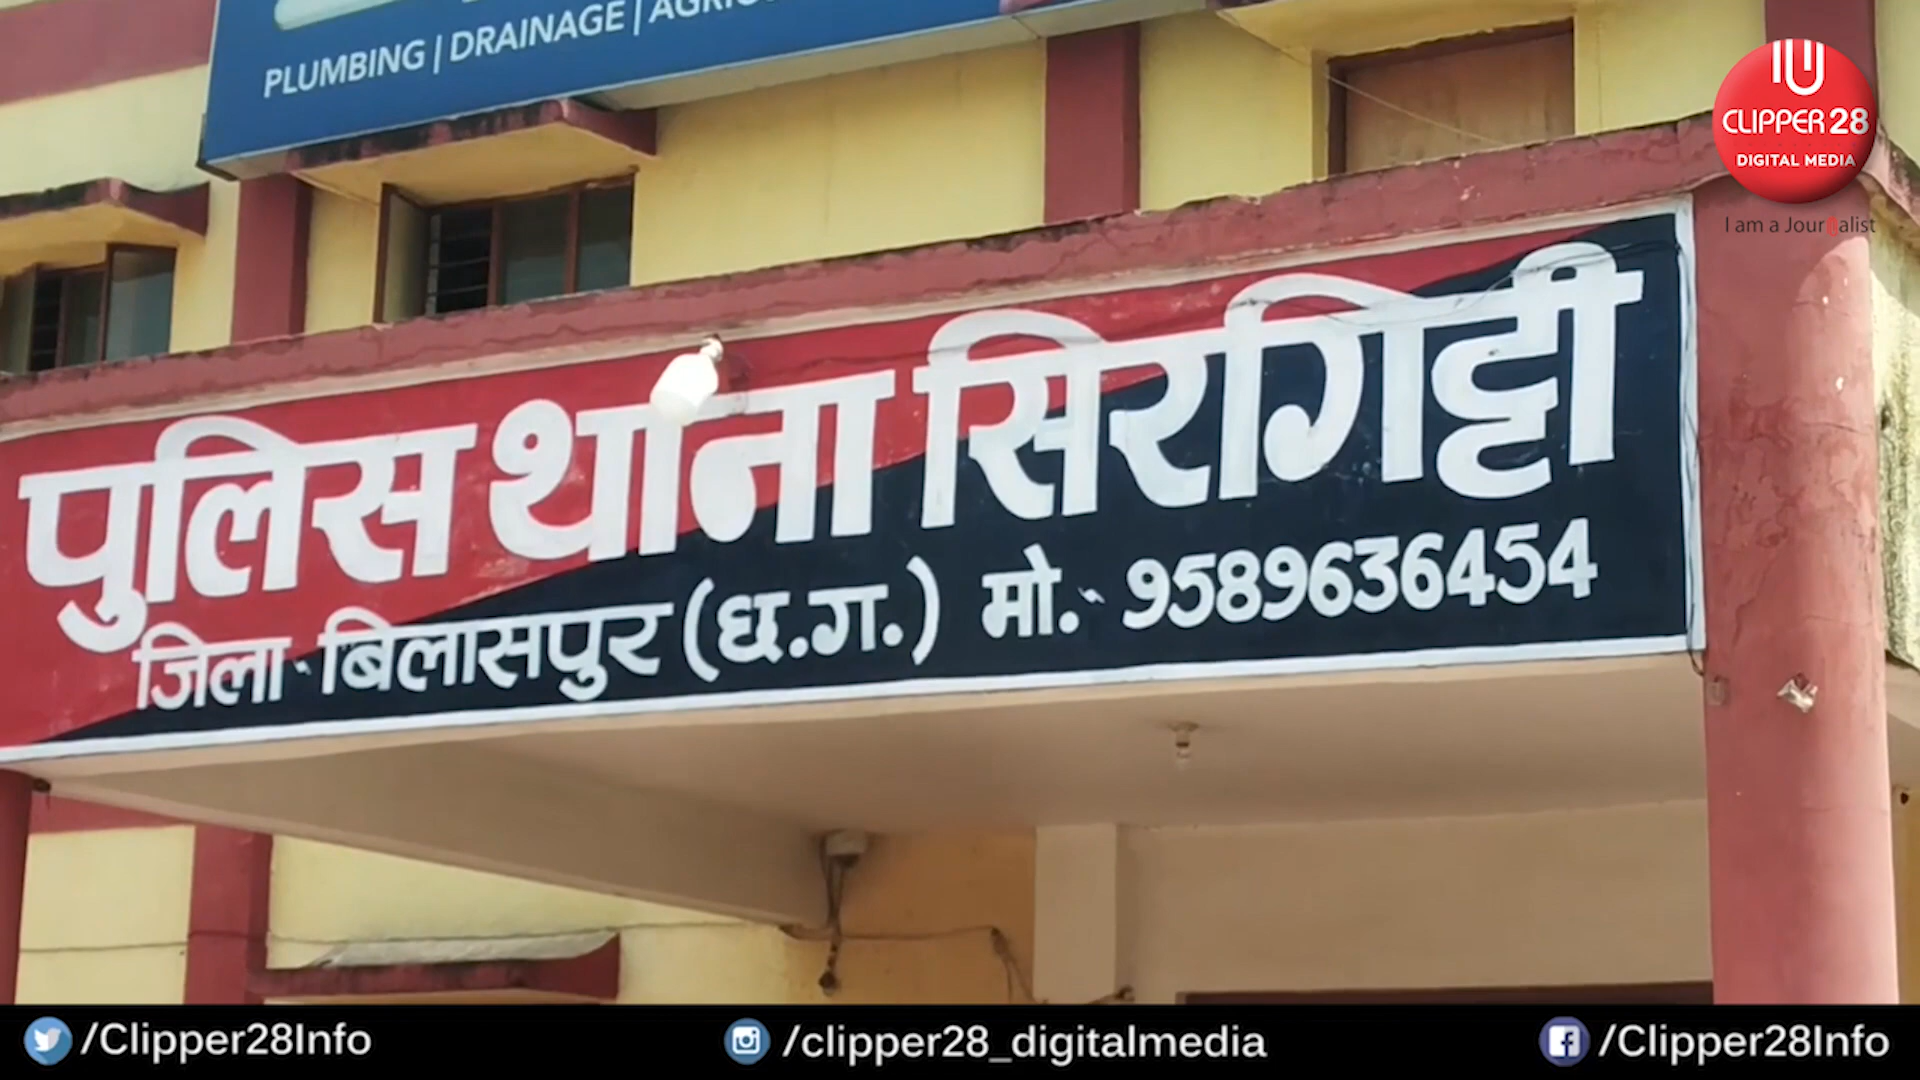 PLUMBING | DRAINAGE |
CLIPPER 28
DIGITAL MEDIA
I am a Journalist
पुलिस थाना सिरगिट्टी
जिला बिलासपुर (छ.ग.) मो. 9589636454
/Clipper28Info
/clipper28_digitalmedia
/Clipper28Info